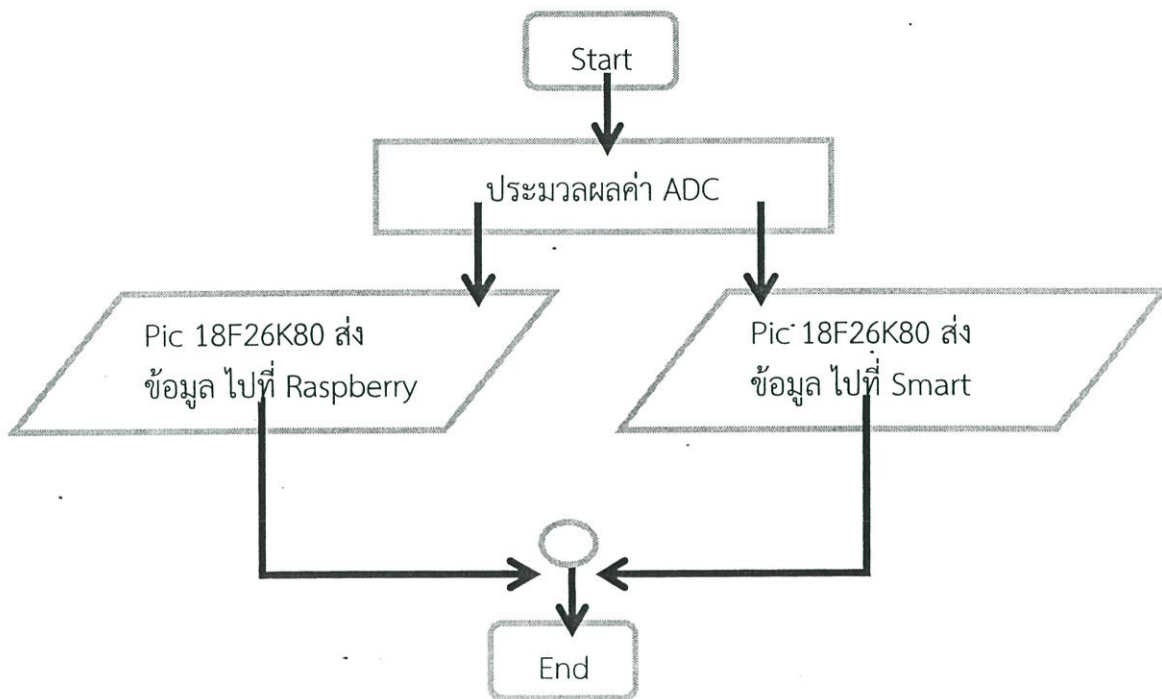 Start
ประมวลผลค่า ADC
Pic 18F26K80 ส่ง
ข้อมูล ไปที่ Raspberry
Pic 18F26K80 ส่ง
ข้อมูล ไปที่ Smart
End